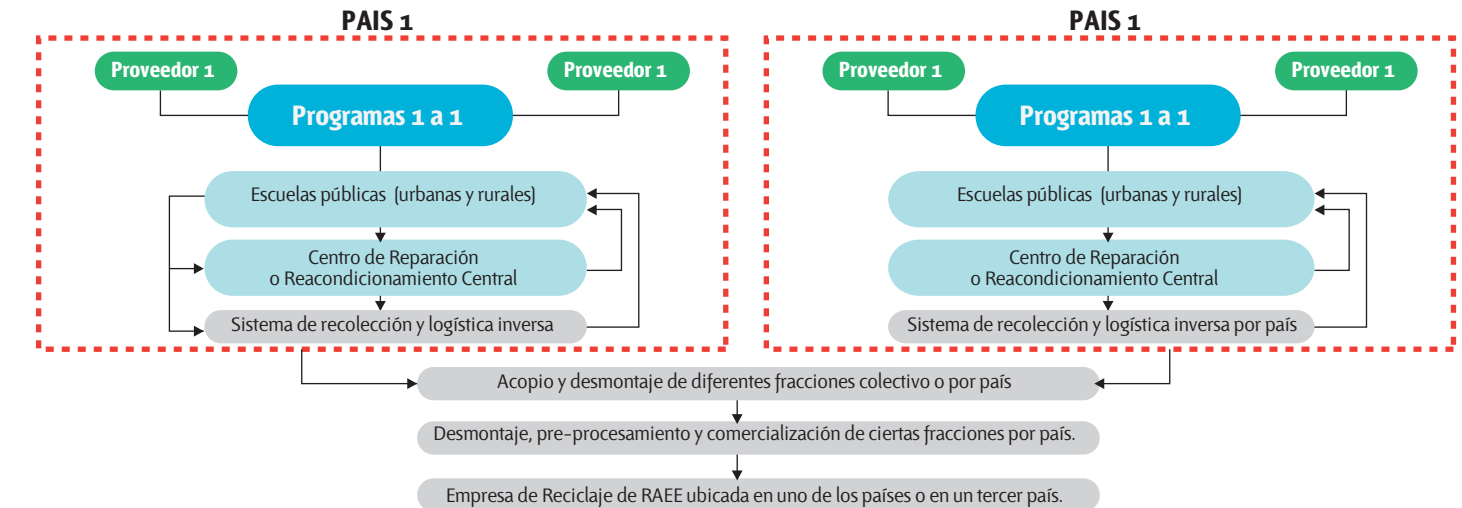 PAIS 1
Proveedor 1
Proveedor 1
Programas 1 a 1
Escuelas públicas (urbanas y rurales)
Centro de Reparación
o Reacondicionamiento Central
Sistema de recolección y logística inversa
PAIS 1
Proveedor 1
Proveedor 1
Programas 1 a 1
Escuelas públicas (urbanas y rurales)
Centro de Reparación
o Reacondicionamiento Central
Sistema de recolección y logística inversa por país
Acopio y desmontaje de diferentes fracciones colectivo o por país
Desmontaje, pre-procesamiento y comercialización de ciertas fracciones por país.
Empresa de Reciclaje de RAEE ubicada en uno de los países o en un tercer país.